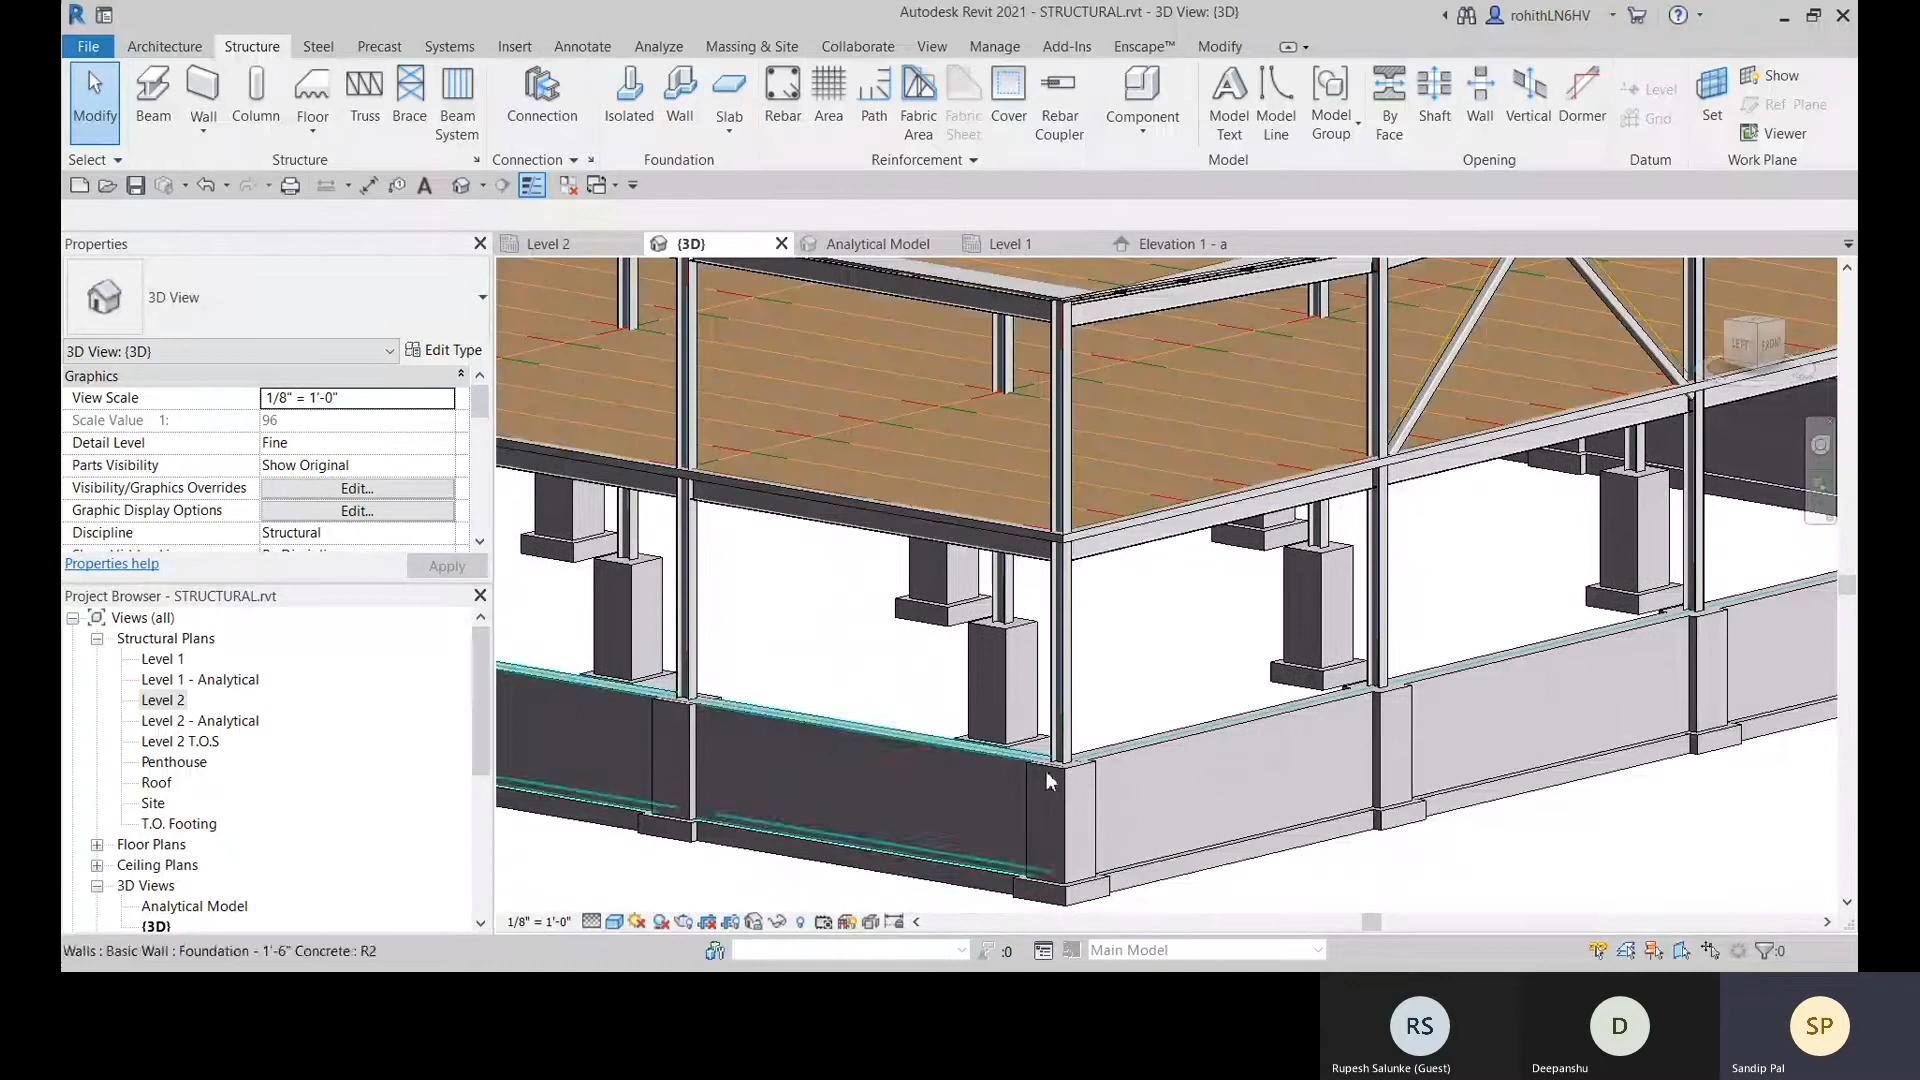 Autodesk Revit 2021 - STRUCTURAL.rvt - 3D View: {3D}
rohithLN6HV
File Architecture Structure Steel Precast Systems Insert Annotate Analyze Massing & Site Collaborate View Manage Add-Ins Enscape™ Modify
Modify Beam Wall Column Floor Truss Brace Beam System Connection Isolated Wall Slab Rebar Area Path Fabric Area Fabric Sheet Cover Rebar Coupler Component Model Text Model Line Model Group By Face Shaft Wall Vertical Dormer Level Grid Set Show Ref Plane Viewer
Select Structure Connection Foundation Reinforcement Model Opening Datum Work Plane
Properties
Level 2 {3D} Analytical Model Level 1 Elevation 1 - a
3D View
3D View: {3D} Edit Type
Graphics
View Scale 1/8" = 1'-0"
Scale Value 1: 96
Detail Level Fine
Parts Visibility Show Original
Visibility/Graphics Overrides Edit...
Graphic Display Options Edit...
Discipline Structural
Properties help Apply
LEFT FRONT
Project Browser - STRUCTURAL.rvt
Views (all)
Structural Plans
Level 1
Level 1 - Analytical
Level 2
Level 2 - Analytical
Level 2 T.O.S
Penthouse
Roof
Site
T.O. Footing
Floor Plans
Ceiling Plans
3D Views
Analytical Model
{3D}
1/8" = 1'-0"
Walls : Basic Wall : Foundation - 1'-6" Concrete : R2
:0
Main Model
:0
RS
Rupesh Salunke (Guest)
D
Deepanshu
SP
Sandip Pal